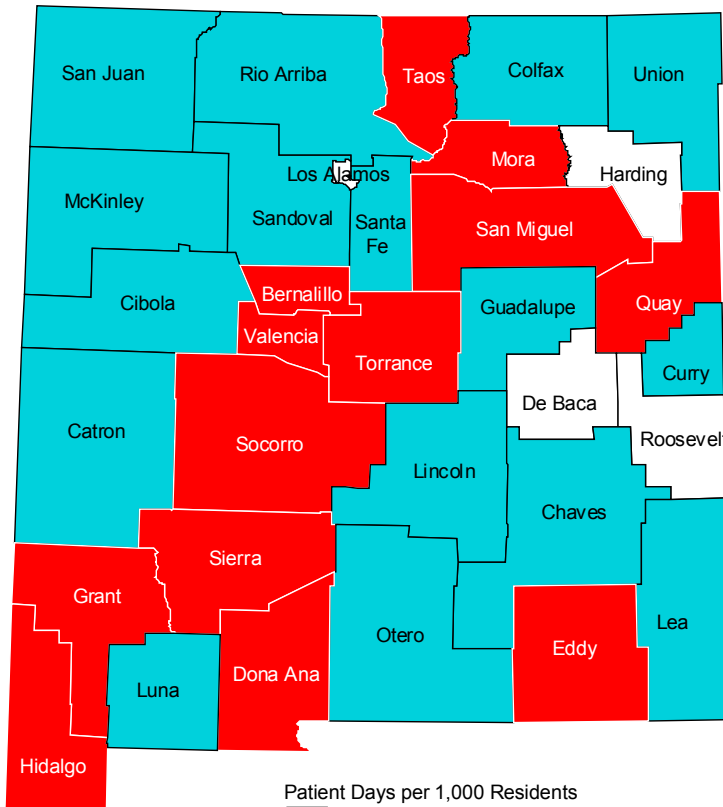 San Juan
Rio Arriba
Taos
Colfax
Union
Mora
Harding
Los Alamos
McKinley
Sandoval
Santa
Fe
San Miguel
Bernalillo
Cibola
Guadalupe
Quay
Valencia
Torrance
Curry
De Baca
Catron
Socorro
Roosevelt
Lincoln
Chaves
Sierra
Grant
Otero
Lea
Eddy
Dona Ana
Luna
Hidalgo
Patient Days per 1,000 Residents